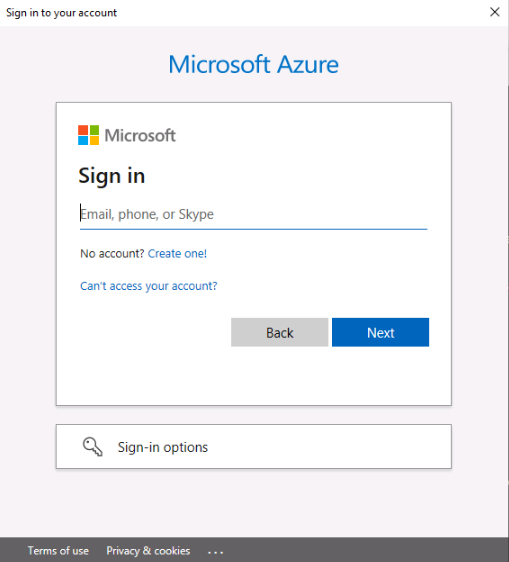 Sign in to your account
Microsoft Azure
Microsoft
Sign in
Email, phone, or Skype
No account? Create one!
Can't access your account?
Back Next
Sign-in options
Terms of use Privacy & cookies ...